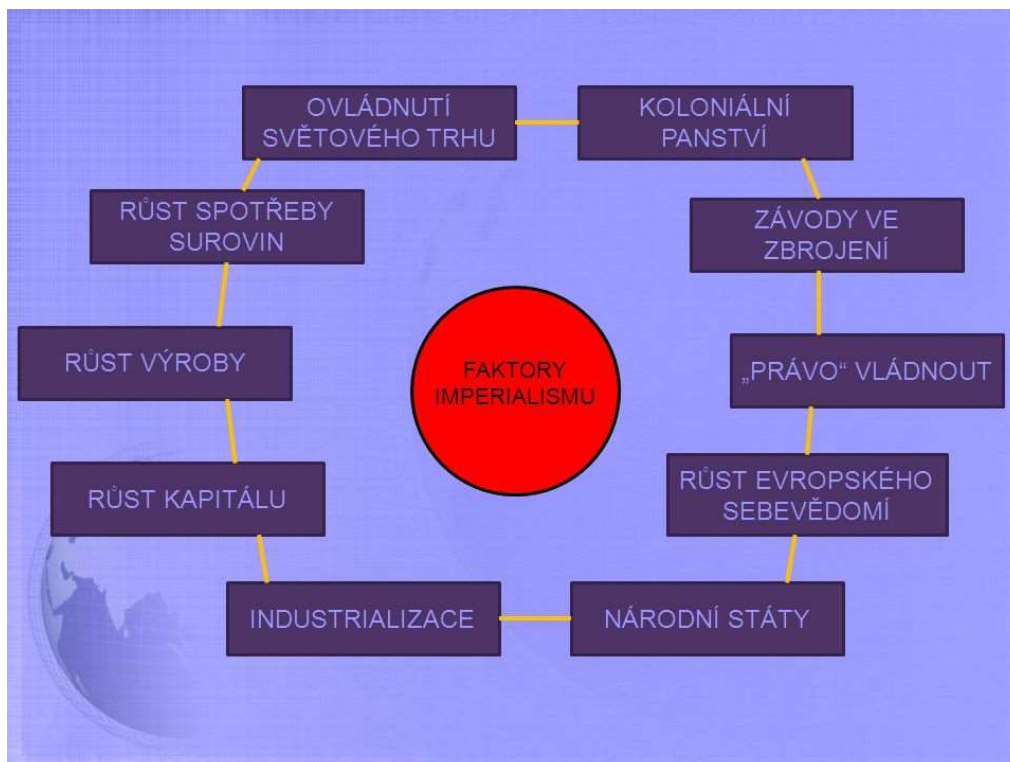 OVLÁDNUTÍ
SVĚTOVÉHO TRHU
KOLONIÁLNÍ
PANSTVÍ
RŮST SPOTŘEBY
SUROVIN
ZÁVODY VE
ZBROJENÍ
RŮST VÝROBY
FAKTORY
IMPERIALISMU
„PRÁVO“ VLÁDNOUT
RŮST KAPITÁLU
RŮST EVROPSKÉHO
SEBEVĚDOMÍ
INDUSTRIALIZACE
NÁRODNÍ STÁTY